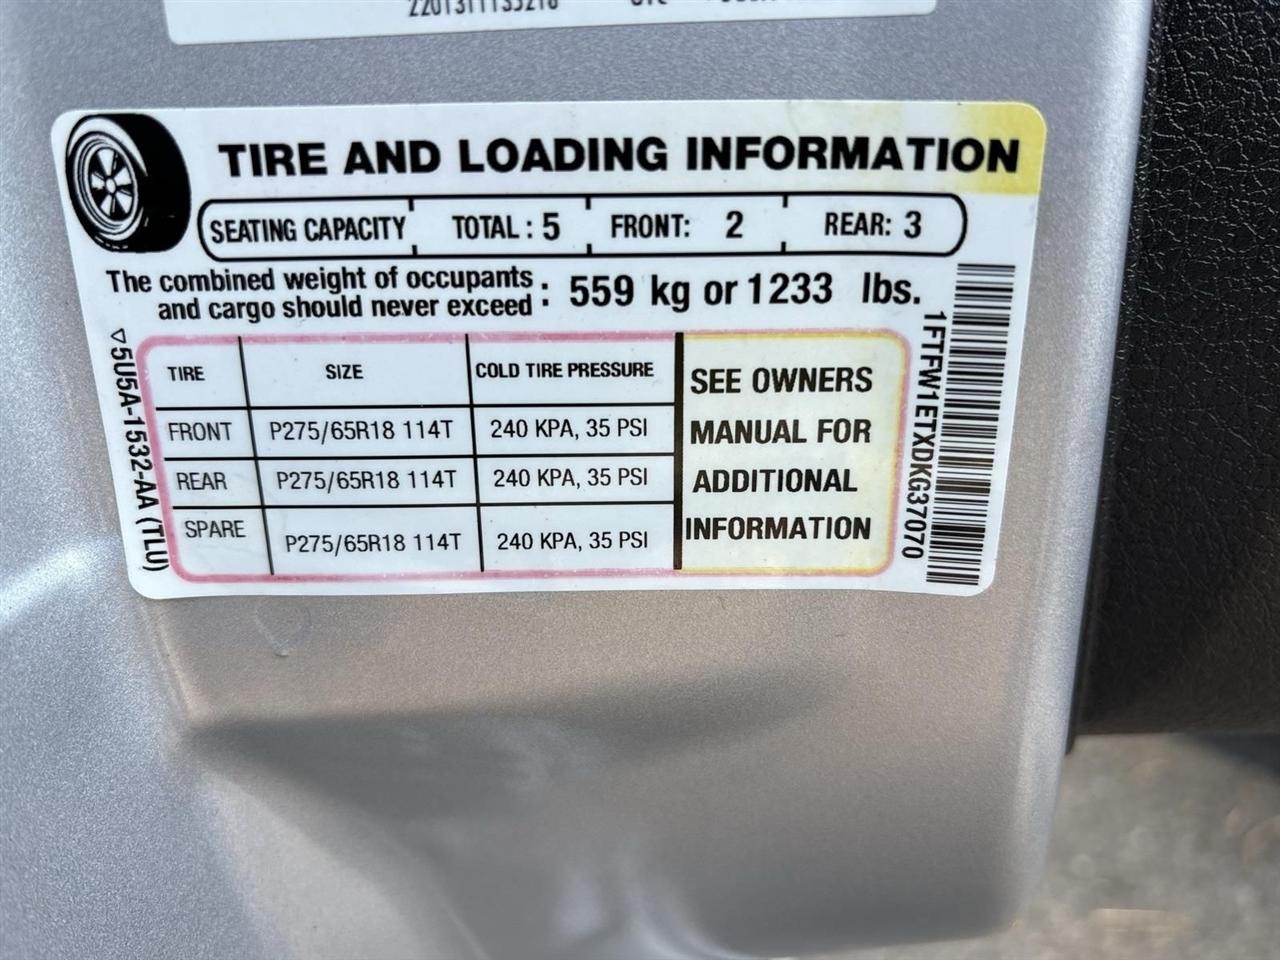 TIRE AND LOADING INFORMATION
SEATING CAPACITY TOTAL : 5 FRONT: 2 REAR: 3
The combined weight of occupants
and cargo should never exceed : 559 kg or 1233 lbs.
TIRE SIZE COLD TIRE PRESSURE
FRONT P275/65R18 114T 240 KPA, 35 PSI
REAR P275/65R18 114T 240 KPA, 35 PSI
SPARE P275/65R18 114T 240 KPA, 35 PSI
SEE OWNERS
MANUAL FOR
ADDITIONAL
INFORMATION
▽5U5A-1532-AA (TLU)
1FTFW1ETXDKG37070